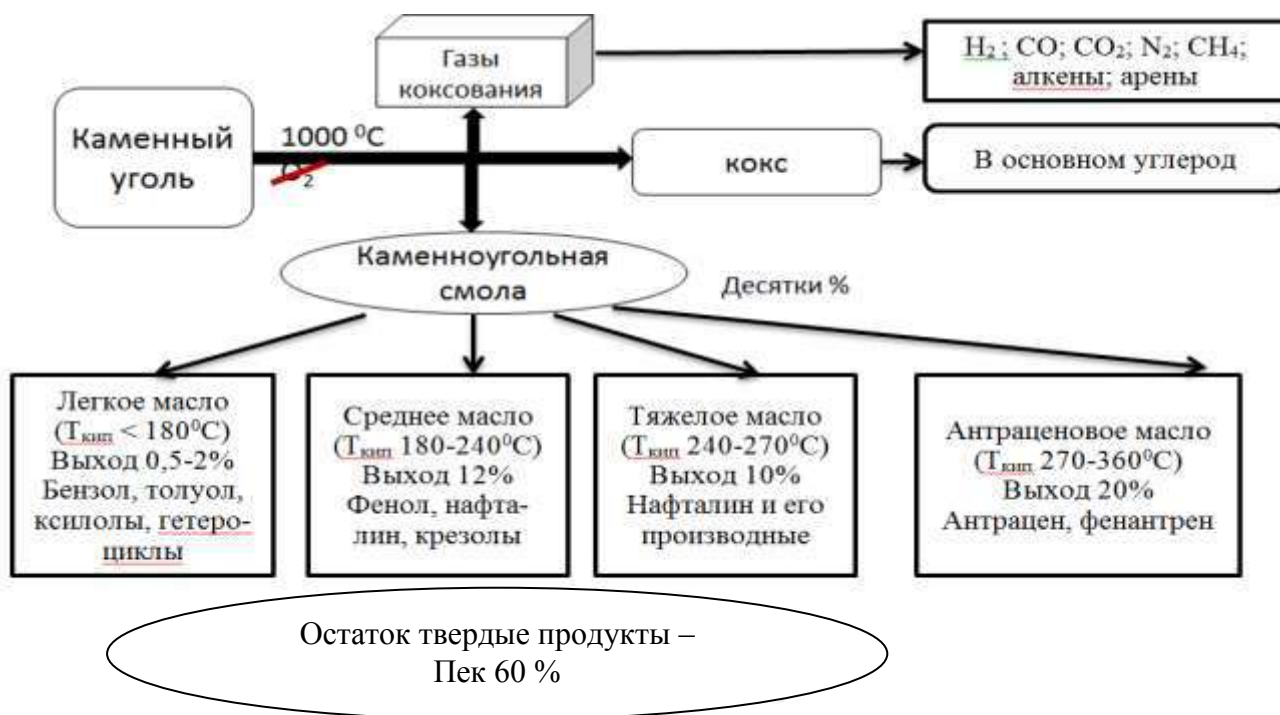 Газы
коксования
H₂ ; CO; CO₂; N₂; CH₄;
алкены; арены
Каменный
уголь
1000 ⁰C
O₂
кокс
В основном углерод
Каменноугольная
смола
Десятки %
Легкое масло
(Tкип < 180⁰C)
Выход 0,5-2%
Бензол, толуол,
ксилолы, гетеро-
циклы
Среднее масло
(Tкип 180-240⁰C)
Выход 12%
Фенол, нафта-
лин, крезолы
Тяжелое масло
(Tкип 240-270⁰C)
Выход 10%
Нафталин и его
производные
Антраценовое масло
(Tкип 270-360⁰C)
Выход 20%
Антрацен, фенантрен
Остаток твердые продукты –
Пек 60 %